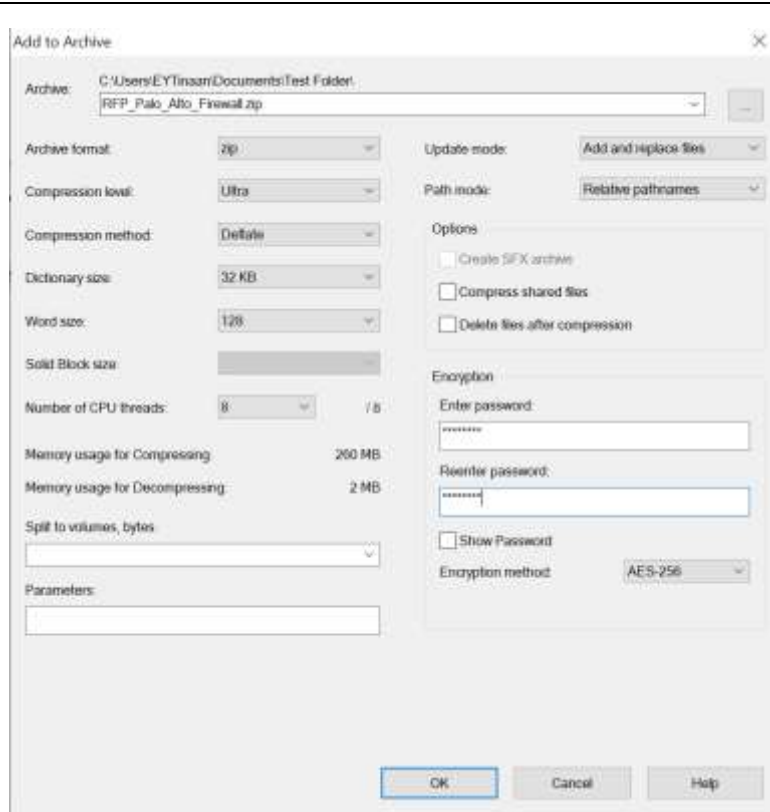 Add to Archive
Archive: C:\Users\EYTinaan\Documents\Test Folder\
RFP_Palo_Alto_Firewall.zip
...
Archive format: zip
Compression level: Ultra
Compression method: Deflate
Dictionary size: 32 KB
Word size: 128
Solid Block size:
Number of CPU threads: 8 / 8
Memory usage for Compressing: 260 MB
Memory usage for Decompressing: 2 MB
Split to volumes, bytes:
Parameters:
Update mode: Add and replace files
Path mode: Relative pathnames
Options
Create SFX archive
Compress shared files
Delete files after compression
Encryption
Enter password:
********
Reenter password:
********
Show Password
Encryption method: AES-256
OK Cancel Help